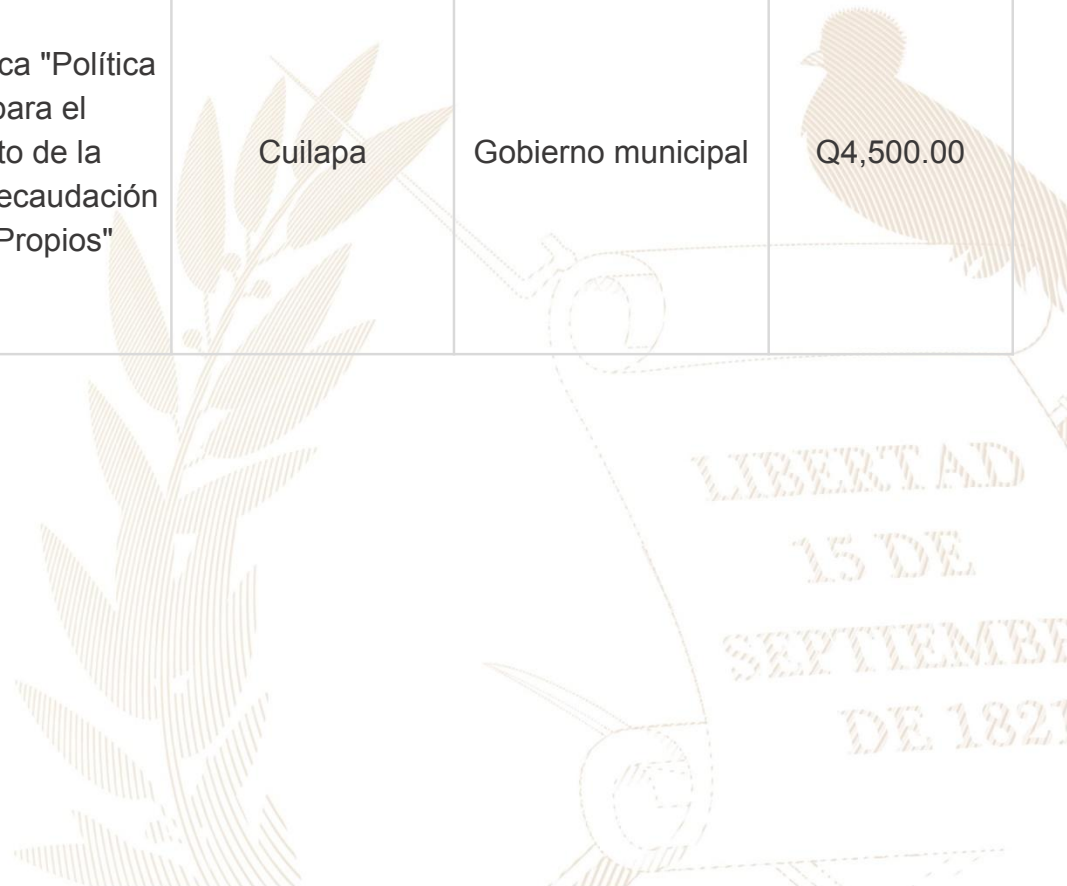 ca "Política
para el
to de la
ecaudación
Propios"
Cuilapa
Gobierno municipal
Q4,500.00
LIBERTAD
15 DE
SEPTIEMB
DE 1821